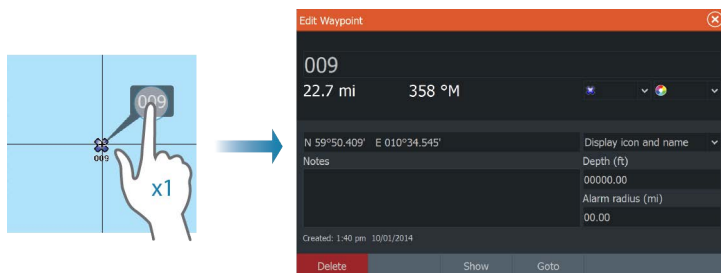 009
009
x1
Edit Waypoint
009
22.7 mi 358 °M
N 59°50.409' E 010°34.545' Display icon and name
Notes Depth (ft)
00000.00
Alarm radius (mi)
00.00
Created: 1:40 pm 10/01/2014
Delete Show Goto